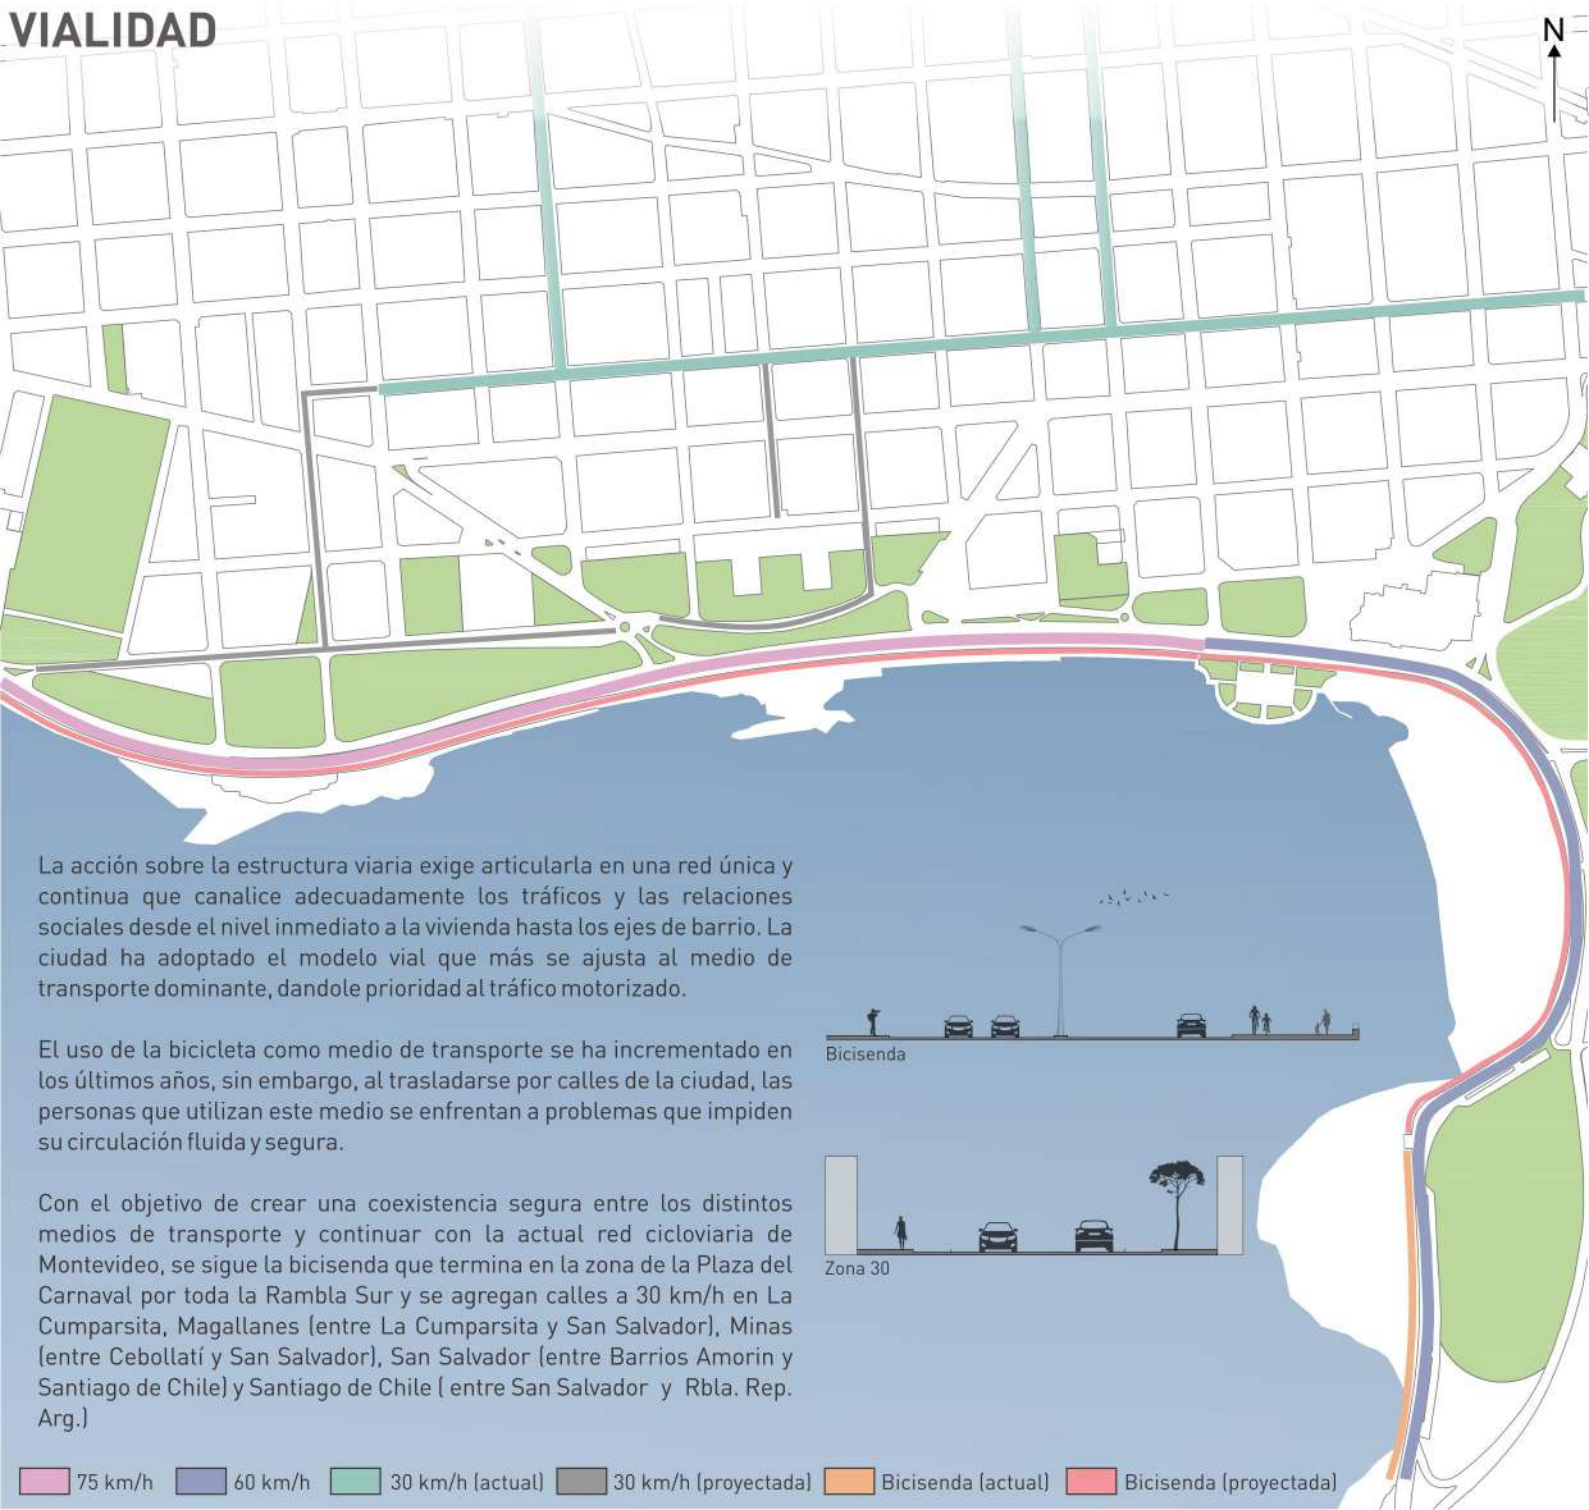 VIALIDAD
N
La acción sobre la estructura viaria exige articularla en una red única y
continua que canalice adecuadamente los tráficos y las relaciones
sociales desde el nivel inmediato a la vivienda hasta los ejes de barrio. La
ciudad ha adoptado el modelo vial que más se ajusta al medio de
transporte dominante, dandole prioridad al tráfico motorizado.
El uso de la bicicleta como medio de transporte se ha incrementado en
los últimos años, sin embargo, al trasladarse por calles de la ciudad, las
personas que utilizan este medio se enfrentan a problemas que impiden
su circulación fluida y segura.
Con el objetivo de crear una coexistencia segura entre los distintos
medios de transporte y continuar con la actual red cicloviaria de
Montevideo, se sigue la bicisenda que termina en la zona de la Plaza del
Carnaval por toda la Rambla Sur y se agregan calles a 30 km/h en La
Cumparsita, Magallanes (entre La Cumparsita y San Salvador), Minas
(entre Cebollatí y San Salvador), San Salvador (entre Barrios Amorin y
Santiago de Chile) y Santiago de Chile ( entre San Salvador y Rbla. Rep.
Arg.)
Bicisenda
Zona 30
75 km/h
60 km/h
30 km/h (actual)
30 km/h (proyectada)
Bicisenda (actual)
Bicisenda (proyectada)